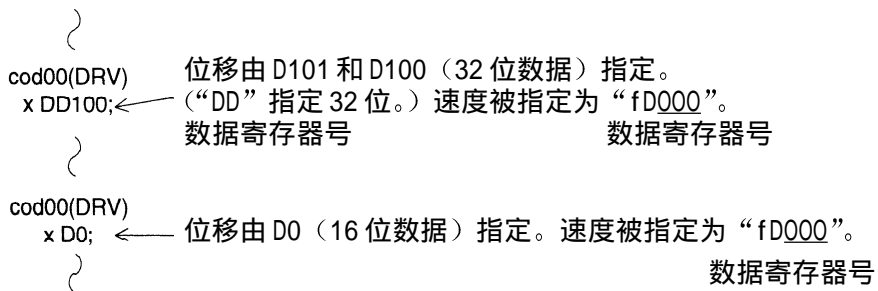 cod00(DRV)
x DD100;
位移由 D101 和 D100（32 位数据）指定。
（“DD”指定 32 位。）速度被指定为“fD000”。
数据寄存器号 数据寄存器号
cod00(DRV)
x D0;
位移由 D0（16 位数据）指定。速度被指定为“fD000”。
数据寄存器号